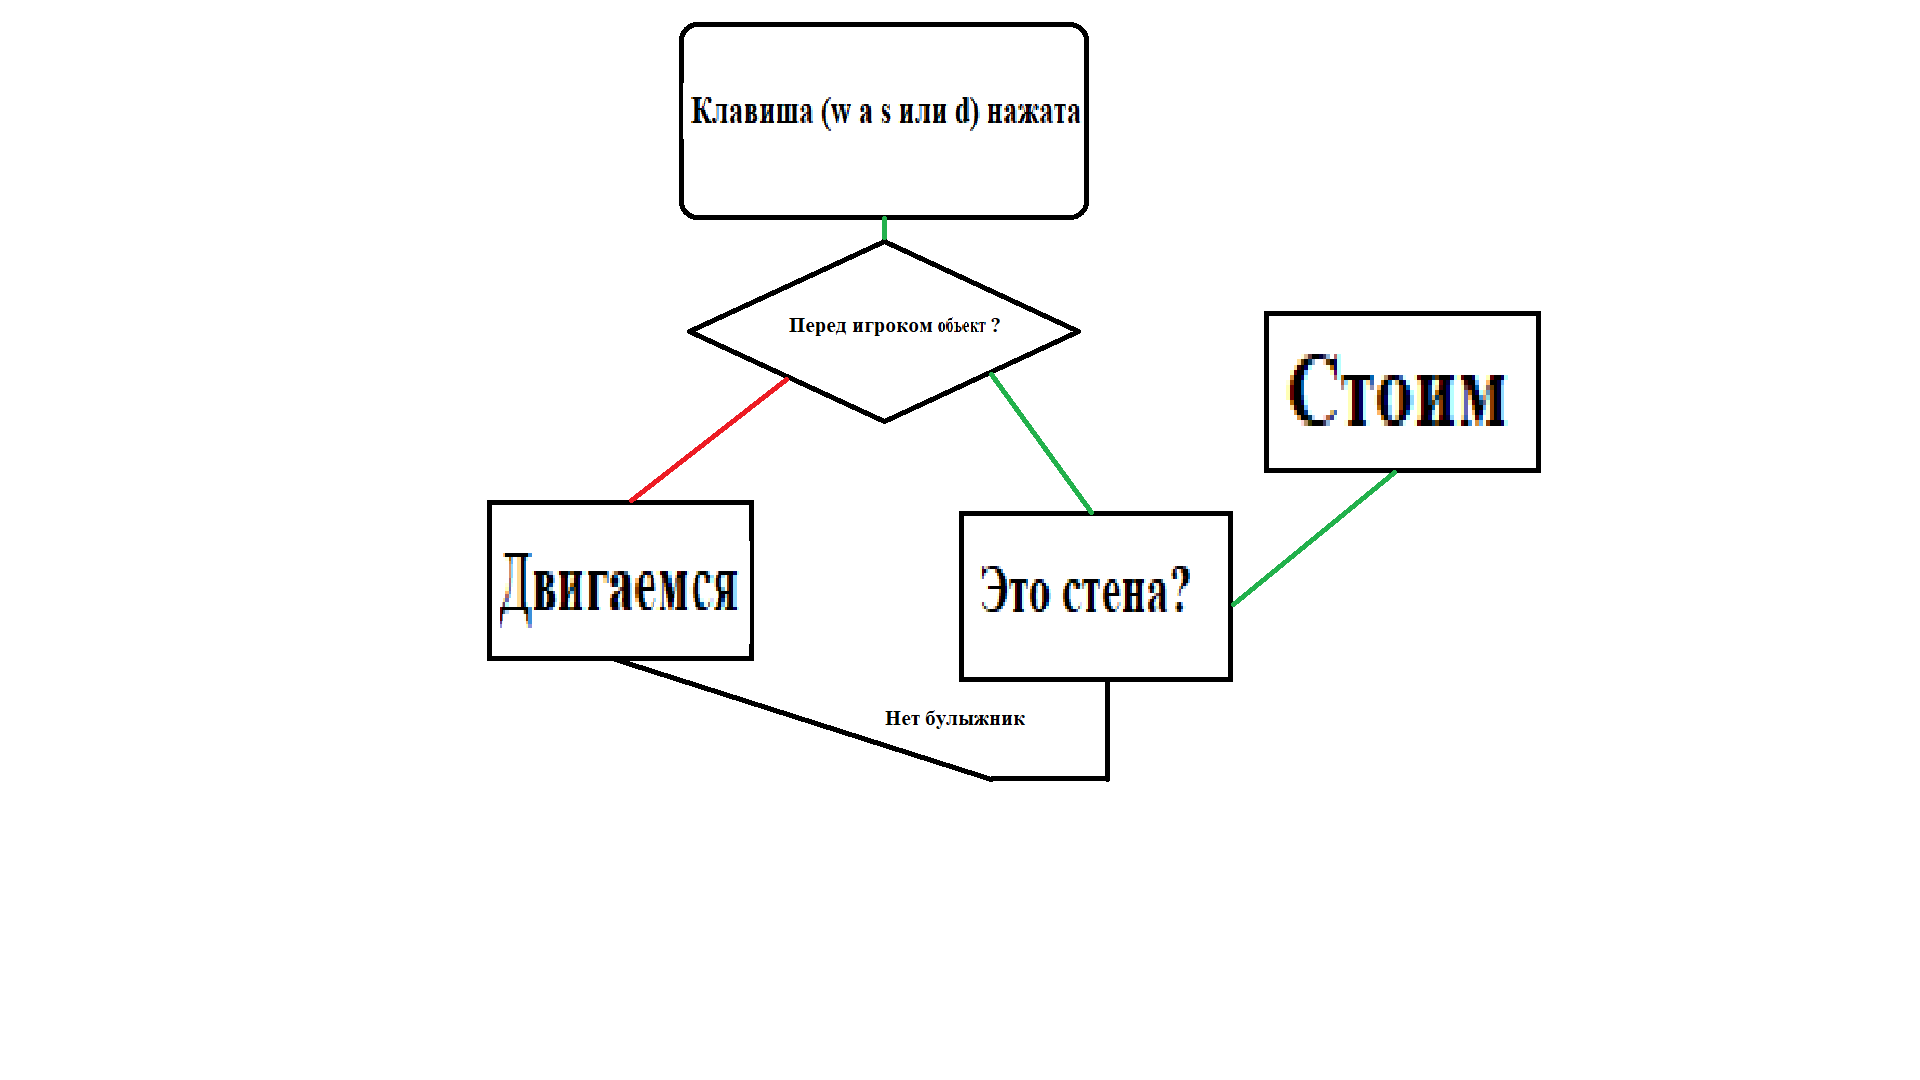 Клавиша (w a s или d) нажата
Перед игроком объект ?
Стоим
Двигаемся
Это стена?
Нет булыжник